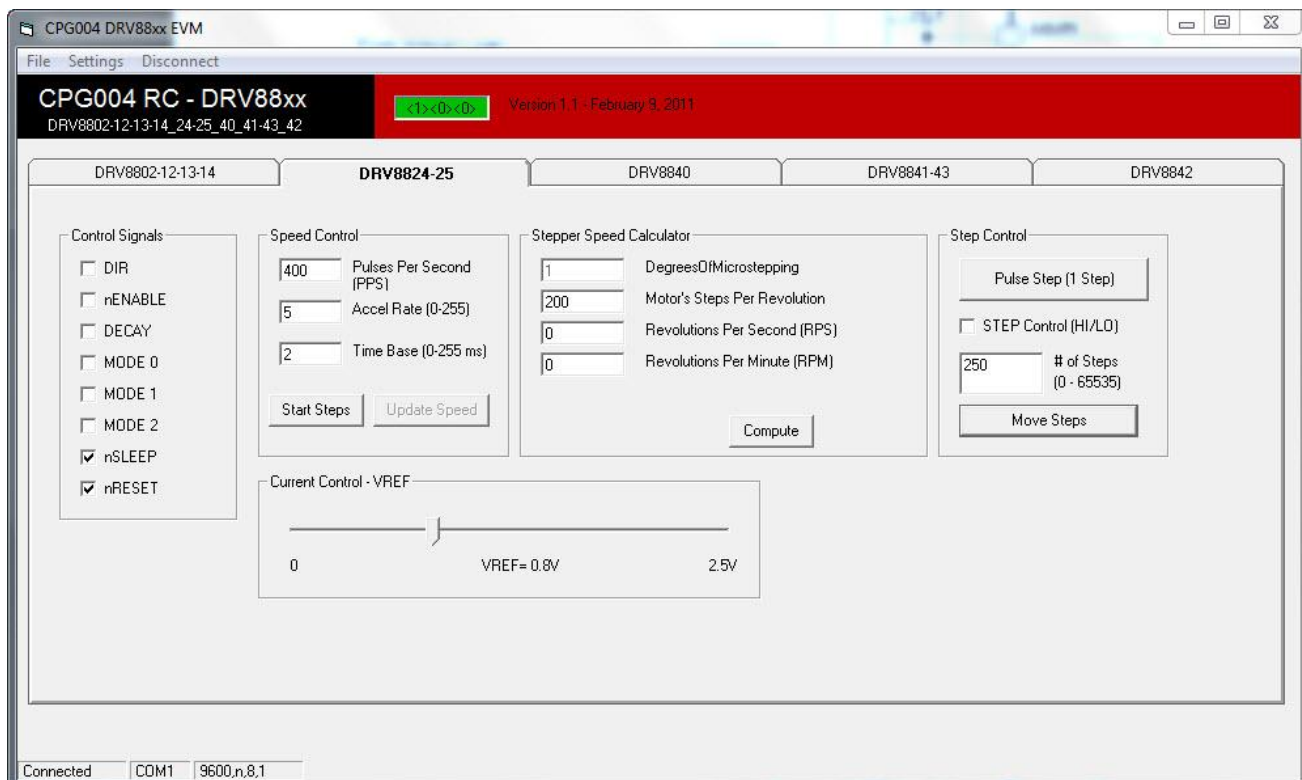 CPG004 DRV88xx EVM
File Settings Disconnect
CPG004 RC - DRV88xx
DRV8802-12-13-14_24-25_40_41-43_42
<1><0><0>
Version 1.1 - February 9, 2011
DRV8802-12-13-14
DRV8824-25
DRV8840
DRV8841-43
DRV8842
Control Signals
DIR
nENABLE
DECAY
MODE 0
MODE 1
MODE 2
nSLEEP
nRESET
Speed Control
400 Pulses Per Second
(PPS)
5 Accel Rate (0-255)
2 Time Base (0-255 ms)
Start Steps
Update Speed
Stepper Speed Calculator
1 DegreesOfMicrostepping
200 Motor's Steps Per Revolution
0 Revolutions Per Second (RPS)
0 Revolutions Per Minute (RPM)
Compute
Step Control
Pulse Step (1 Step)
STEP Control (HI/LO)
250 # of Steps
(0 - 65535)
Move Steps
Current Control - VREF
0 VREF= 0.8V 2.5V
Connected COM1 9600,n,8,1